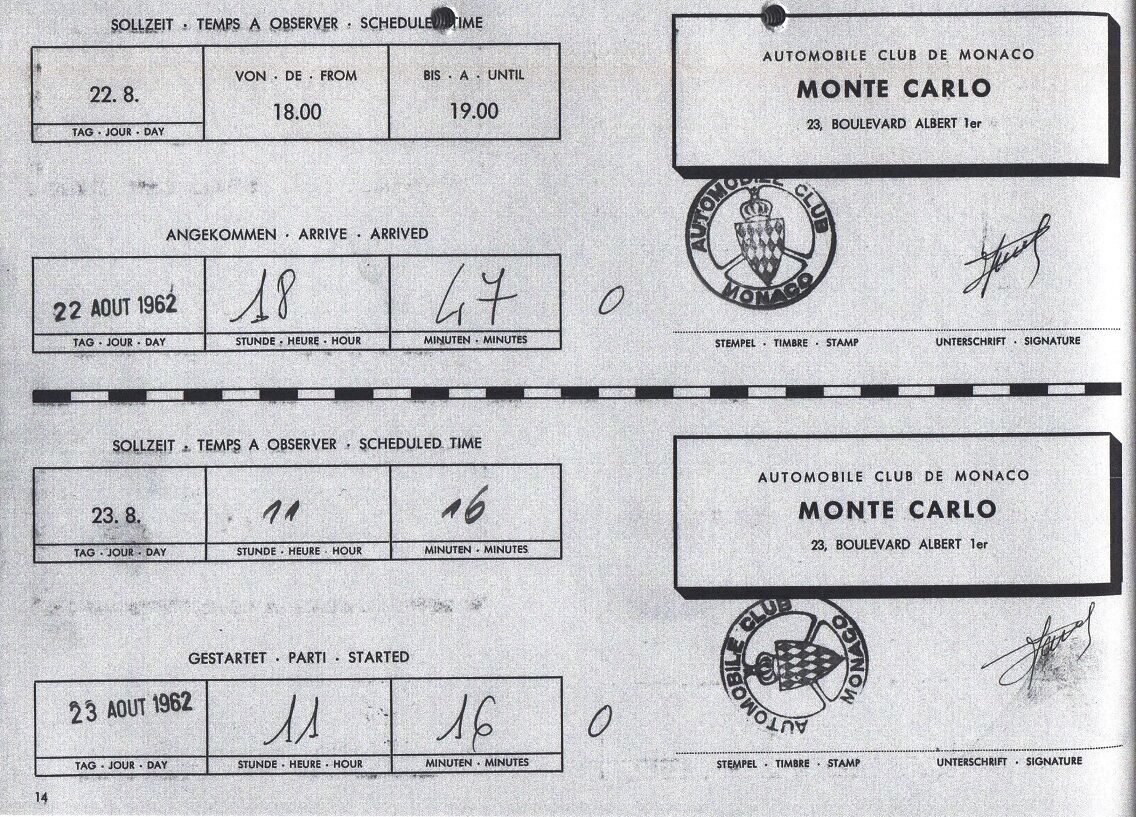 SOLLZEIT · TEMPS A OBSERVER · SCHEDULED TIME
22. 8.
TAG · JOUR · DAY
VON · DE · FROM
18.00
BIS · A · UNTIL
19.00
AUTOMOBILE CLUB DE MONACO
MONTE CARLO
23, BOULEVARD ALBERT 1er
ANGEKOMMEN · ARRIVE · ARRIVED
22 AOUT 1962
TAG · JOUR · DAY
18
STUNDE · HEURE · HOUR
47
MINUTEN · MINUTES
0
AUTOMOBILE CLUB
MONACO
STEMPEL · TIMBRE · STAMP
UNTERSCHRIFT · SIGNATURE
SOLLZEIT · TEMPS A OBSERVER · SCHEDULED TIME
23. 8.
TAG · JOUR · DAY
11
STUNDE · HEURE · HOUR
16
MINUTEN · MINUTES
AUTOMOBILE CLUB DE MONACO
MONTE CARLO
23, BOULEVARD ALBERT 1er
GESTARTET · PARTI · STARTED
23 AOUT 1962
TAG · JOUR · DAY
11
STUNDE · HEURE · HOUR
16
MINUTEN · MINUTES
0
AUTOMOBILE CLUB
MONACO
STEMPEL · TIMBRE · STAMP
UNTERSCHRIFT · SIGNATURE
14